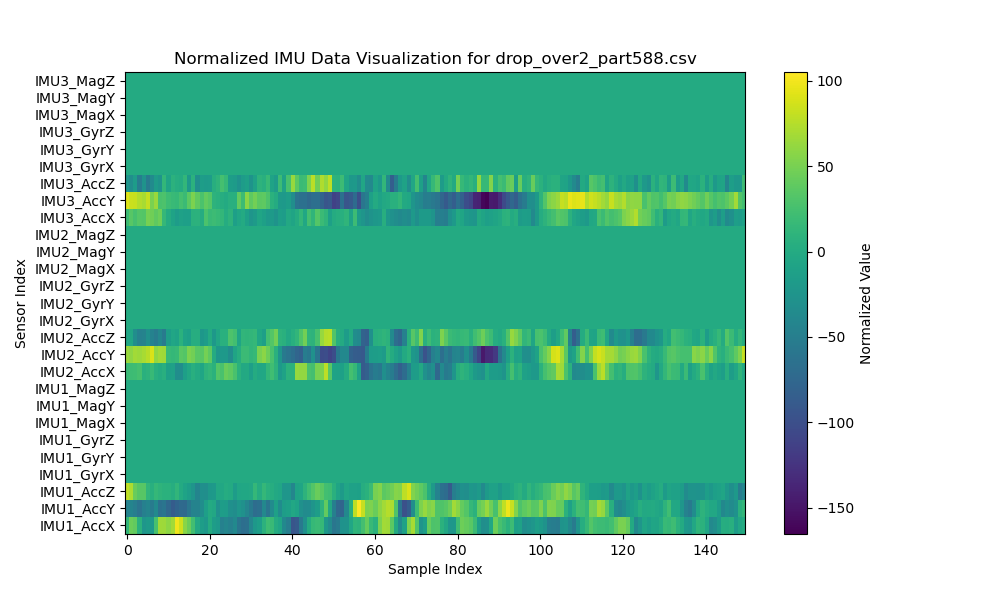 Normalized IMU Data Visualization for drop_over2_part588.csv
IMU3_MagZ
IMU3_MagY
IMU3_MagX
IMU3_GyrZ
IMU3_GyrY
IMU3_GyrX
IMU3_AccZ
IMU3_AccY
IMU3_AccX
IMU2_MagZ
IMU2_MagY
IMU2_MagX
IMU2_GyrZ
IMU2_GyrY
IMU2_GyrX
IMU2_AccZ
IMU2_AccY
IMU2_AccX
IMU1_MagZ
IMU1_MagY
IMU1_MagX
IMU1_GyrZ
IMU1_GyrY
IMU1_GyrX
IMU1_AccZ
IMU1_AccY
IMU1_AccX
Sensor Index
0 20 40 60 80 100 120 140
Sample Index
100
50
0
−50
−100
−150
Normalized Value